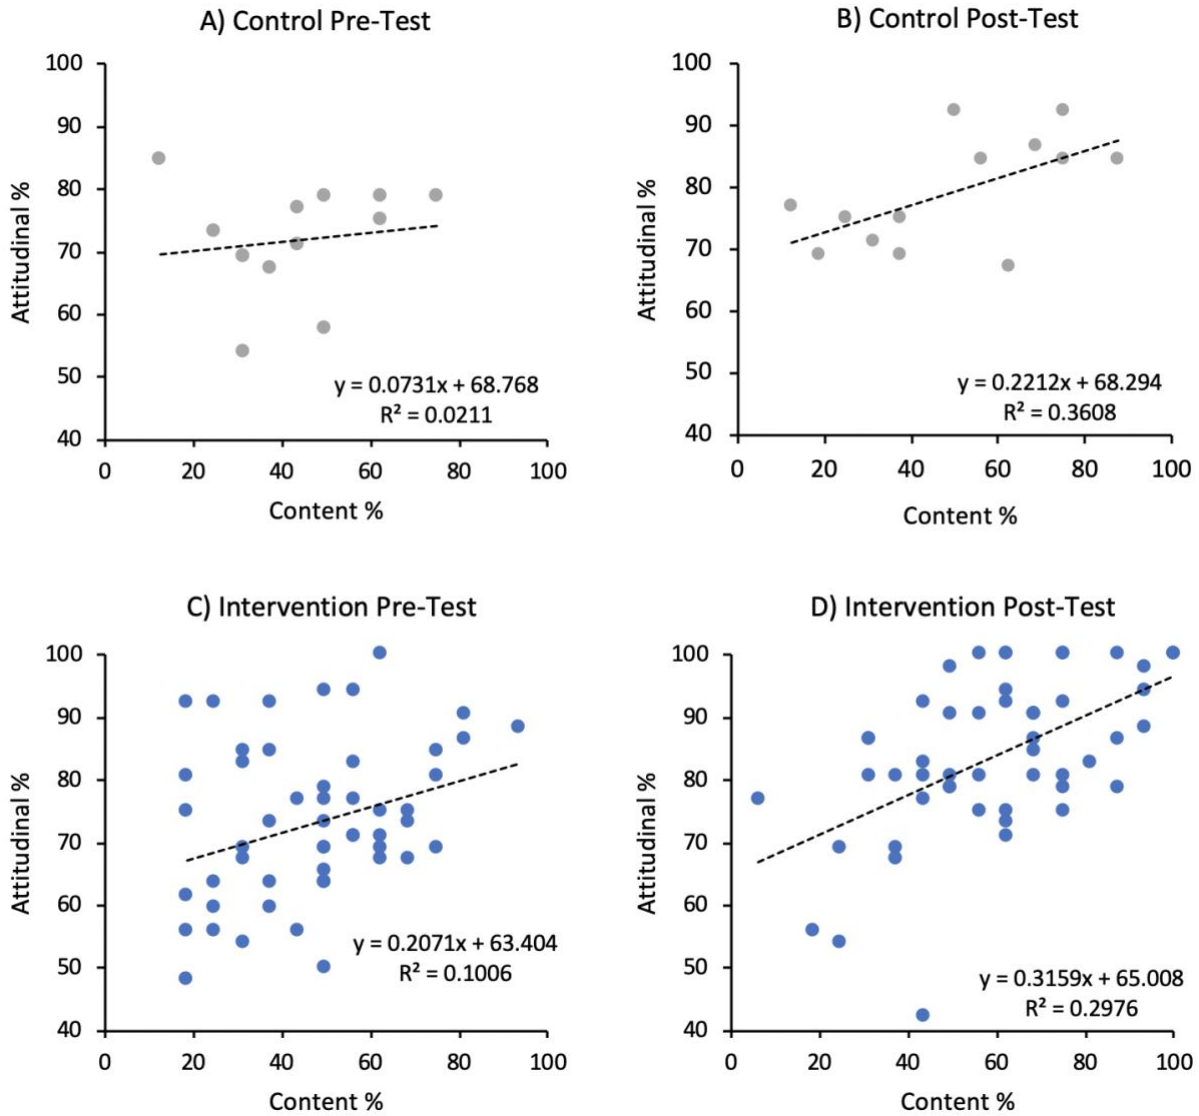 A) Control Pre-Test
100
90
80
70
60
50
40
Attitudinal %
y = 0.0731x + 68.768
R² = 0.0211
0 20 40 60 80 100
Content %
B) Control Post-Test
100
90
80
70
60
50
40
Attitudinal %
y = 0.2212x + 68.294
R² = 0.3608
0 20 40 60 80 100
Content %
C) Intervention Pre-Test
100
90
80
70
60
50
40
Attitudinal %
y = 0.2071x + 63.404
R² = 0.1006
0 20 40 60 80 100
Content %
D) Intervention Post-Test
100
90
80
70
60
50
40
Attitudinal %
y = 0.3159x + 65.008
R² = 0.2976
0 20 40 60 80 100
Content %